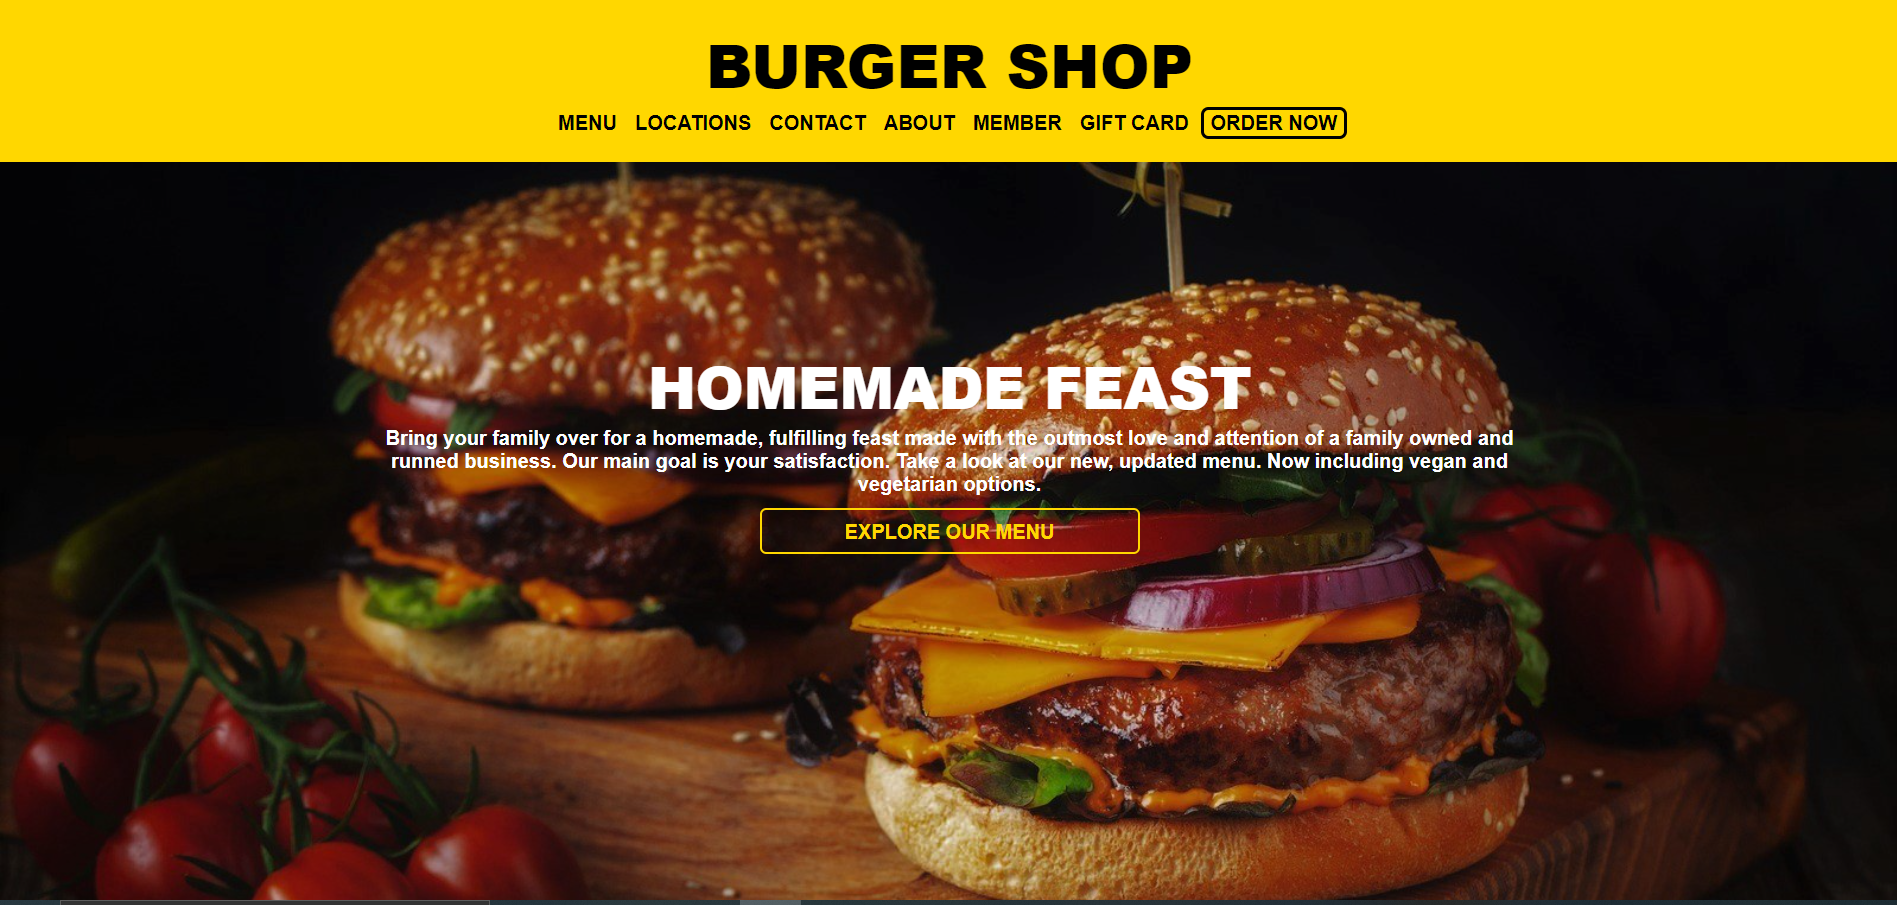 BURGER SHOP
MENU LOCATIONS CONTACT ABOUT MEMBER GIFT CARD ORDER NOW
HOMEMADE FEAST
Bring your family over for a homemade, fulfilling feast made with the outmost love and attention of a family owned and
runned business. Our main goal is your satisfaction. Take a look at our new, updated menu. Now including vegan and
vegetarian options.
EXPLORE OUR MENU